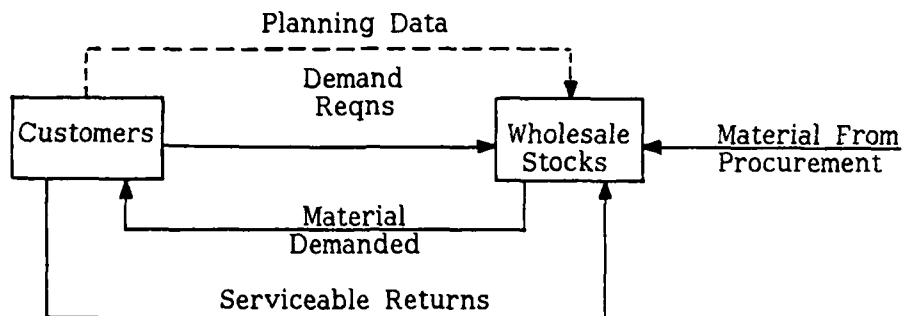 Planning Data
Demand
Reqns
Customers
Wholesale
Stocks
Material From
Procurement
Material
Demanded
Serviceable Returns